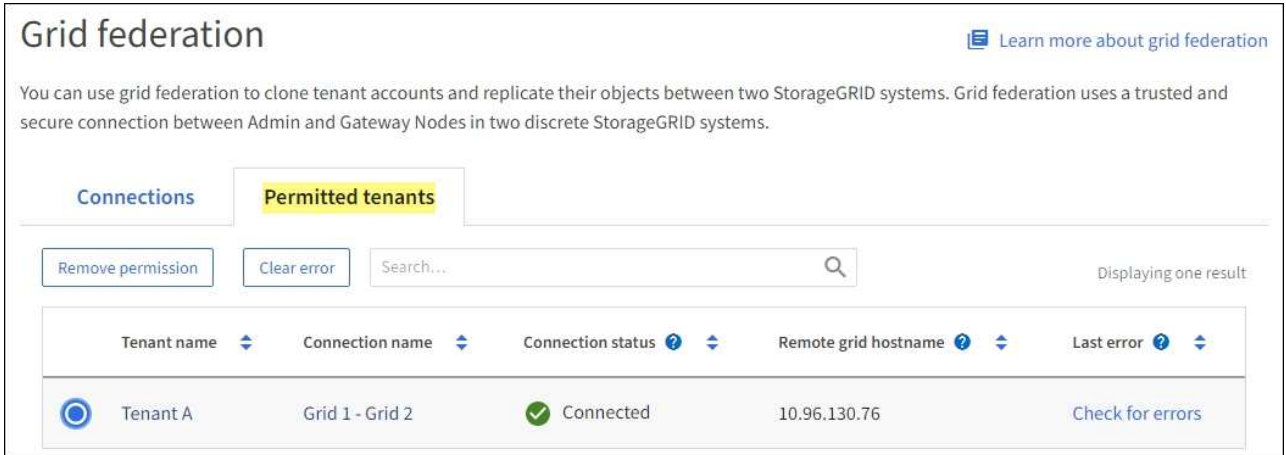 Grid federation
Learn more about grid federation
You can use grid federation to clone tenant accounts and replicate their objects between two StorageGRID systems. Grid federation uses a trusted and
secure connection between Admin and Gateway Nodes in two discrete StorageGRID systems.
Connections Permitted tenants
Remove permission Clear error Search... Displaying one result
Tenant name Connection name Connection status ? Remote grid hostname ? Last error ?
Tenant A Grid 1 - Grid 2 Connected 10.96.130.76 Check for errors